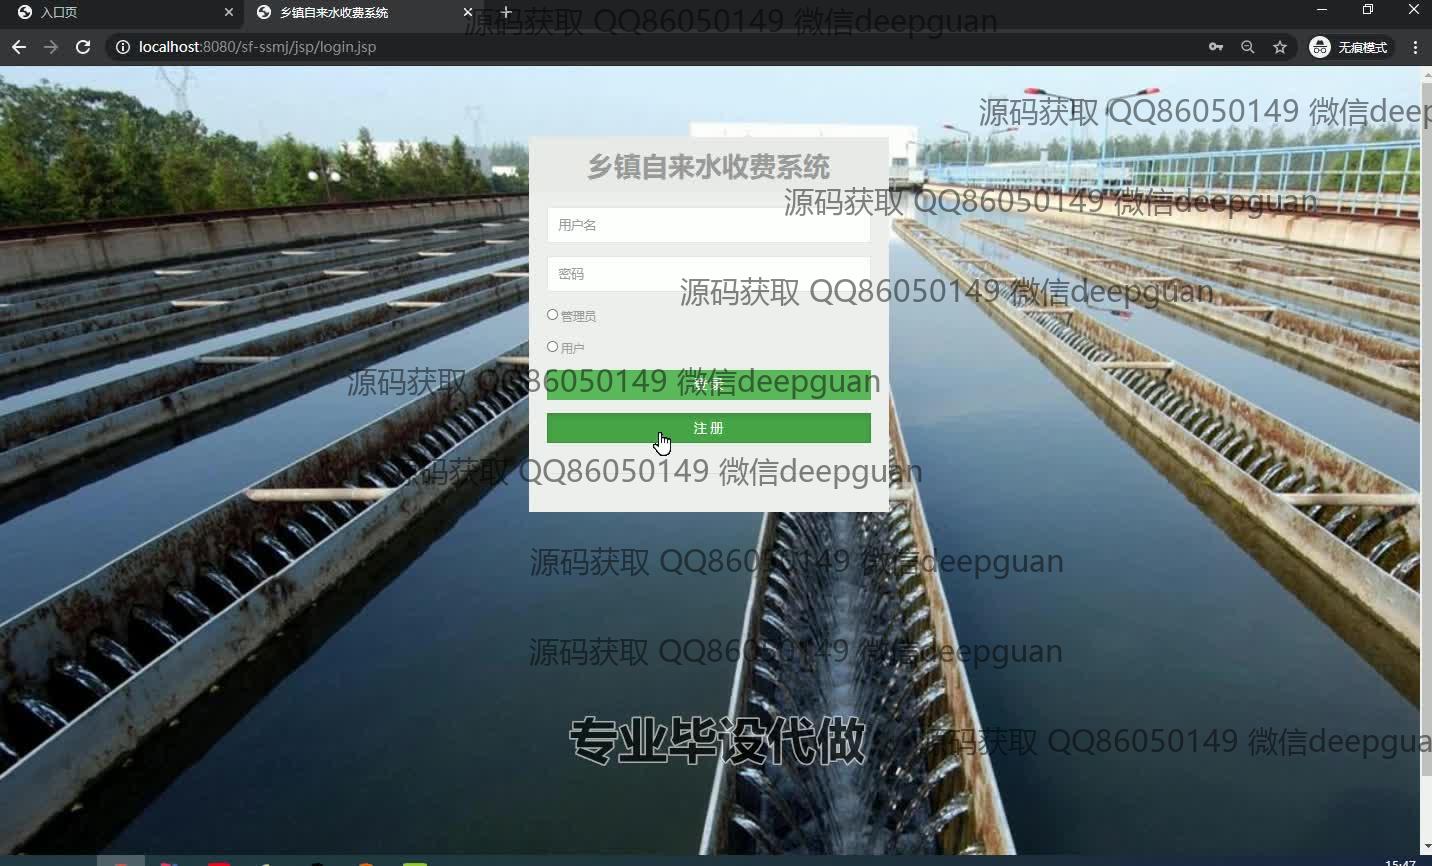 入口页
乡镇自来水收费系统
源码获取 QQ86050149 微信deepguan
localhost:8080/sf-ssmj/jsp/login.jsp
无痕模式
源码获取 QQ86050149 微信deep
乡镇自来水收费系统
源码获取 QQ86050149 微信deepguan
用户名
密码
源码获取 QQ86050149 微信deepguan
管理员
用户
源码获取 QQ86050149 微信deepguan
登 录
注 册
源码获取 QQ86050149 微信deepguan
源码获取 QQ86050149 微信deepguan
源码获取 QQ86050149 微信deepguan
专业毕设代做
源码获取 QQ86050149 微信deepgua
15:47